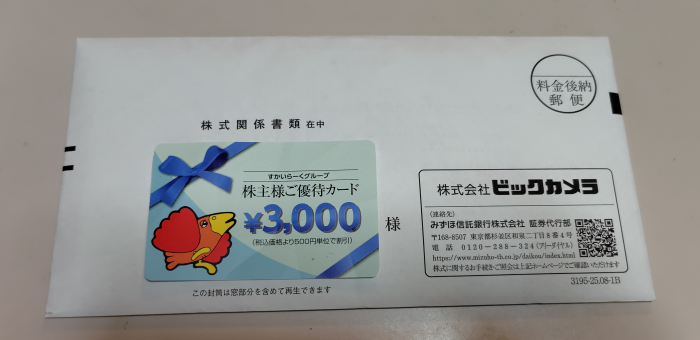 料金後納
郵便
株式関係書類 在中
すかいらーくグループ
株主様ご優待カード
¥3,000
(税込価格より500円単位で割引)
様
株式会社 ビックカメラ
(連絡先)
みずほ信託銀行株式会社 証券代行部
〒168-8507 東京都杉並区和泉二丁目8番4号
電話 0120-288-324(フリーダイヤル)
https://www.mizuho-tb.co.jp/daikou/index.html
株式に関するお手続きご照会は上記ホームページでご確認いただけます
この封筒は窓部分を含めて再生できます
3195-25.08-1B